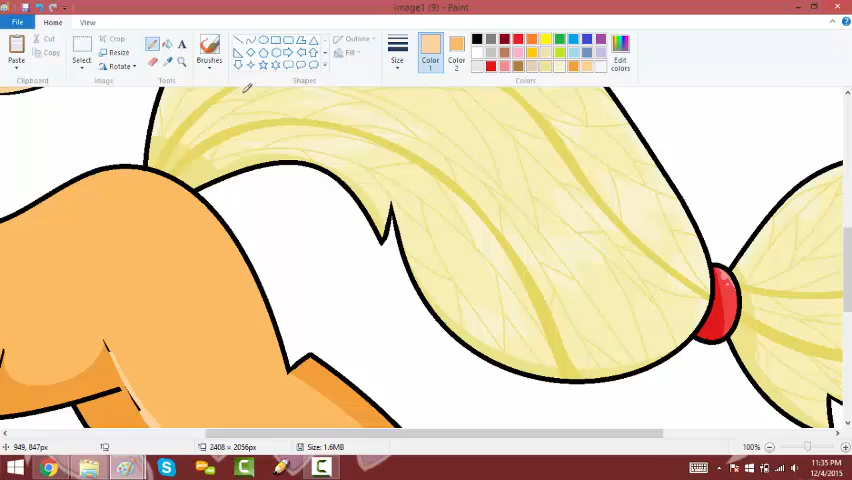 image1 (9) - Paint
File Home View
Paste
Cut
Copy
Clipboard
Select
Crop
Resize
Rotate
Image
Tools
Brushes
Outline
Fill
Shapes
Size
Color
1
Color
2
Edit
colors
Colors
949, 847px
2408 × 2056px
Size: 1.6MB
100%
11:35 PM
12/4/2015